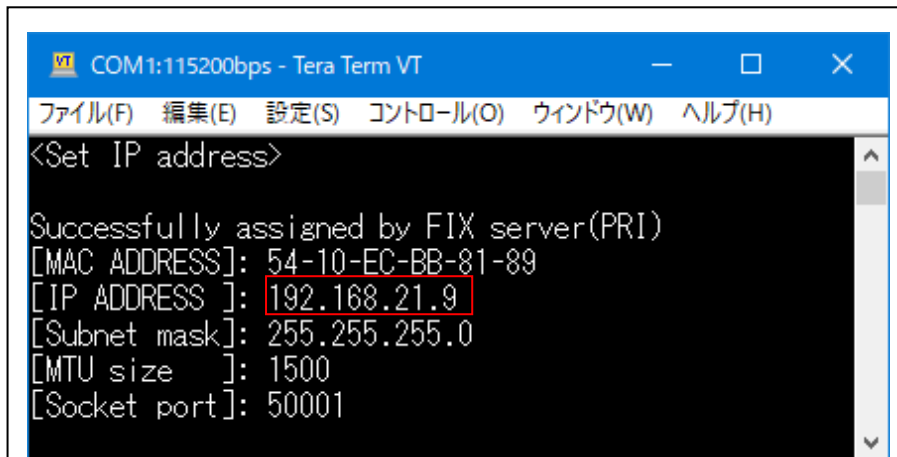 COM1:115200bps - Tera Term VT
ファイル(F) 編集(E) 設定(S) コントロール(O) ウィンドウ(W) ヘルプ(H)
<Set IP address>
Successfully assigned by FIX server(PRI)
[MAC ADDRESS]: 54-10-EC-BB-81-89
[IP ADDRESS ]: 192.168.21.9
[Subnet mask]: 255.255.255.0
[MTU size   ]: 1500
[Socket port]: 50001